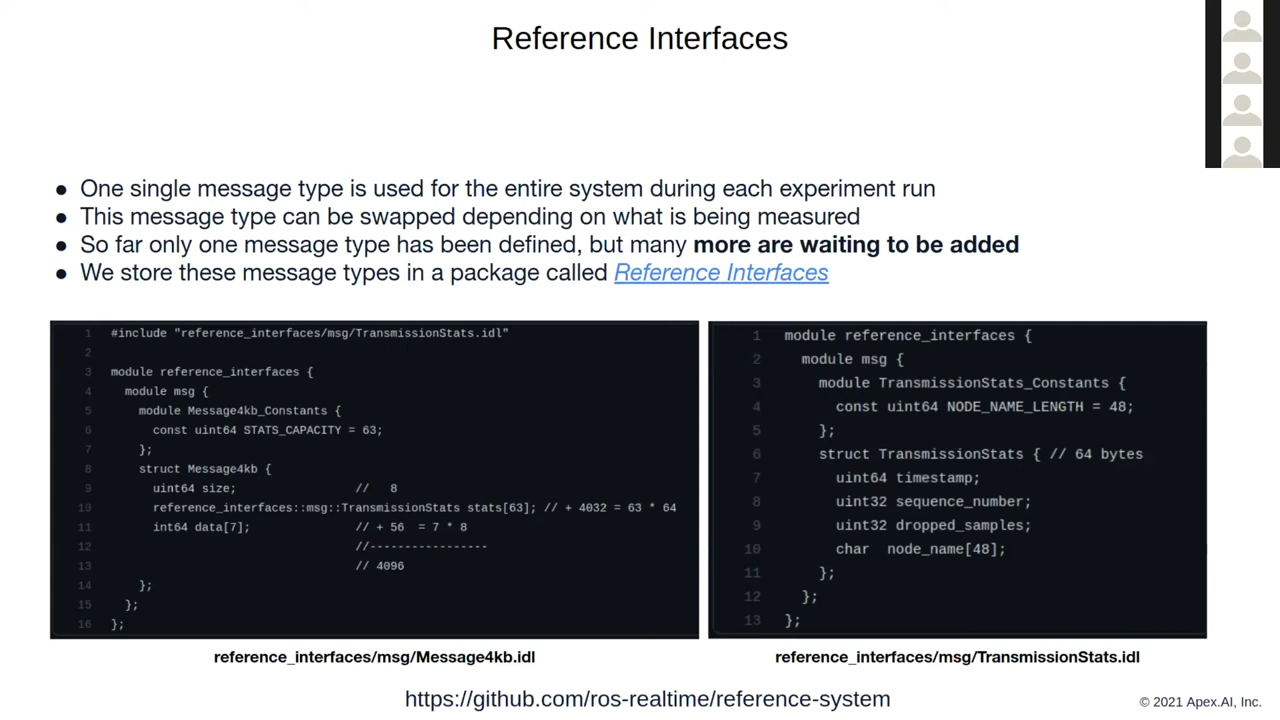 Reference Interfaces
● One single message type is used for the entire system during each experiment run
● This message type can be swapped depending on what is being measured
● So far only one message type has been defined, but many more are waiting to be added
● We store these message types in a package called Reference Interfaces
1 #include "reference_interfaces/msg/TransmissionStats.idl"
2
3 module reference_interfaces {
4 module msg {
5 module Message4kb_Constants {
6 const uint64 STATS_CAPACITY = 63;
7 };
8 struct Message4kb {
9 uint64 size; // 8
10 reference_interfaces::msg::TransmissionStats stats[63]; // + 4032 = 63 * 64
11 int64 data[7]; // + 56 = 7 * 8
12 //-----------------
13 // 4096
14 };
15 };
16 };
reference_interfaces/msg/Message4kb.idl
1 module reference_interfaces {
2 module msg {
3 module TransmissionStats_Constants {
4 const uint64 NODE_NAME_LENGTH = 48;
5 };
6 struct TransmissionStats { // 64 bytes
7 uint64 timestamp;
8 uint32 sequence_number;
9 uint32 dropped_samples;
10 char node_name[48];
11 };
12 };
13 };
reference_interfaces/msg/TransmissionStats.idl
https://github.com/ros-realtime/reference-system
© 2021 Apex.AI, Inc.